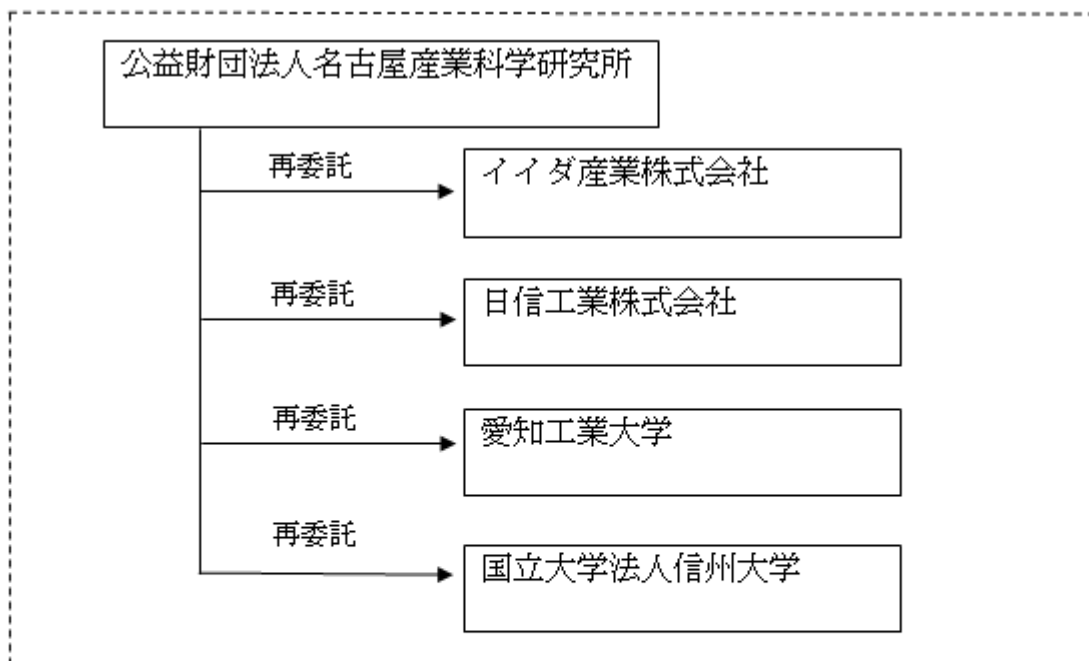 公益財団法人名古屋産業科学研究所
再委託
イイダ産業株式会社
再委託
日信工業株式会社
再委託
愛知工業大学
再委託
国立大学法人信州大学